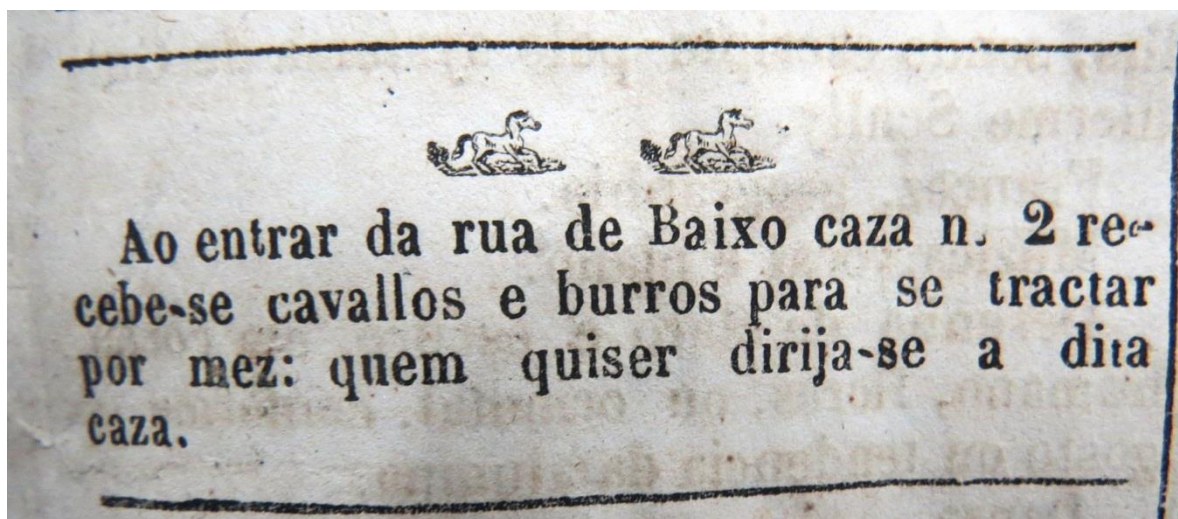 Ao entrar da rua de Baixo caza n. 2 re-
cebe-se cavallos e burros para se tractar
por mez: quem quiser dirija-se a dita
caza.